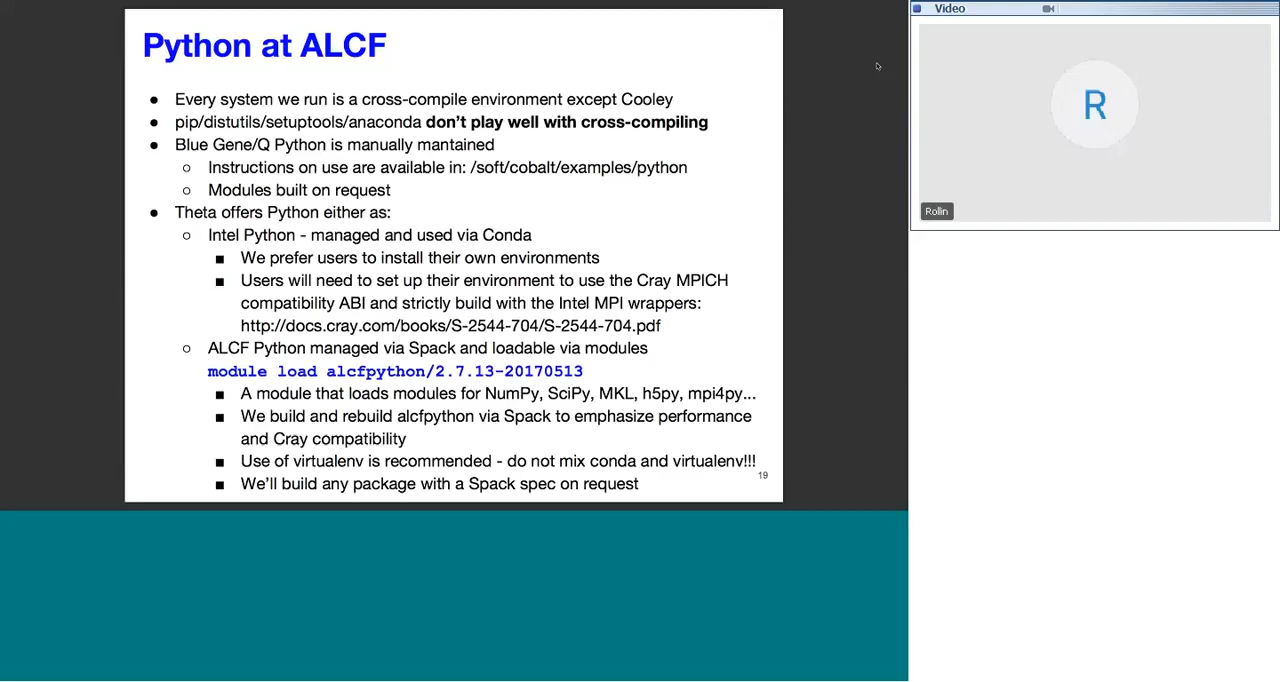 Python at ALCF
● Every system we run is a cross-compile environment except Cooley
● pip/distutils/setuptools/anaconda don't play well with cross-compiling
● Blue Gene/Q Python is manually mantained
○ Instructions on use are available in: /soft/cobalt/examples/python
○ Modules built on request
● Theta offers Python either as:
○ Intel Python - managed and used via Conda
■ We prefer users to install their own environments
■ Users will need to set up their environment to use the Cray MPICH
compatibility ABI and strictly build with the Intel MPI wrappers:
http://docs.cray.com/books/S-2544-704/S-2544-704.pdf
○ ALCF Python managed via Spack and loadable via modules
module load alcfpython/2.7.13-20170513
■ A module that loads modules for NumPy, SciPy, MKL, h5py, mpi4py...
■ We build and rebuild alcfpython via Spack to emphasize performance
and Cray compatibility
■ Use of virtualenv is recommended - do not mix conda and virtualenv!!!
■ We'll build any package with a Spack spec on request
19
Video
R
Rolin